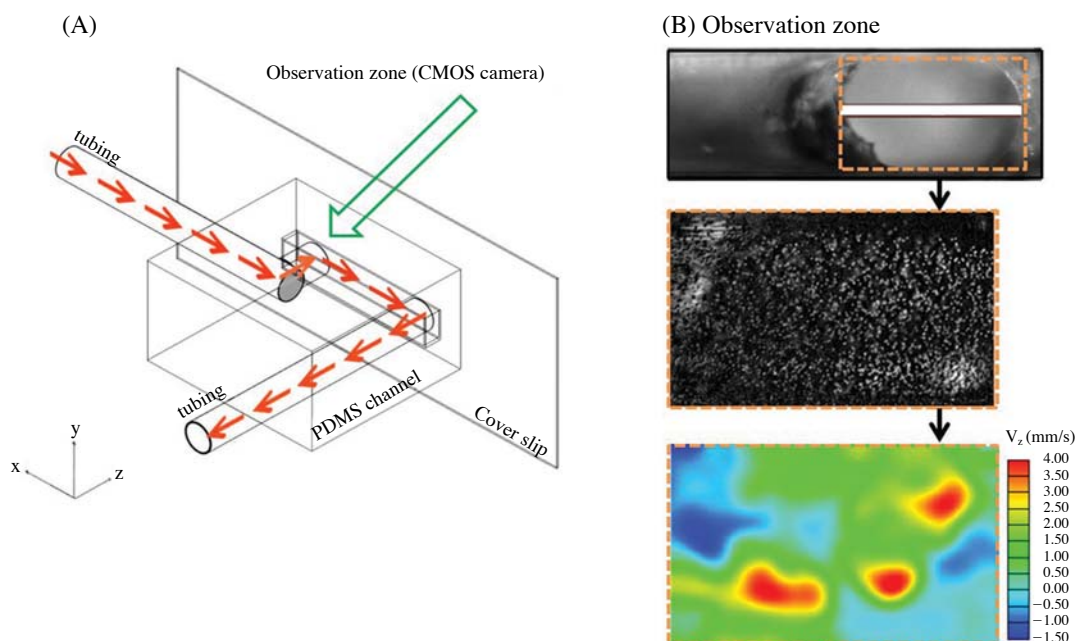 (A)
Observation zone (CMOS camera)
tubing
tubing
PDMS channel
Cover slip
y
x
z
(B) Observation zone
V_z (mm/s)
4.00
3.50
3.00
2.50
2.00
1.50
1.00
0.50
0.00
−0.50
−1.00
−1.50